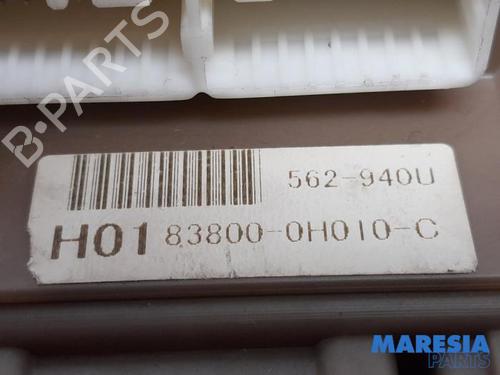 B-PARTS
562-940U
H01 83800-0H010-C
MARESIA
PARTS